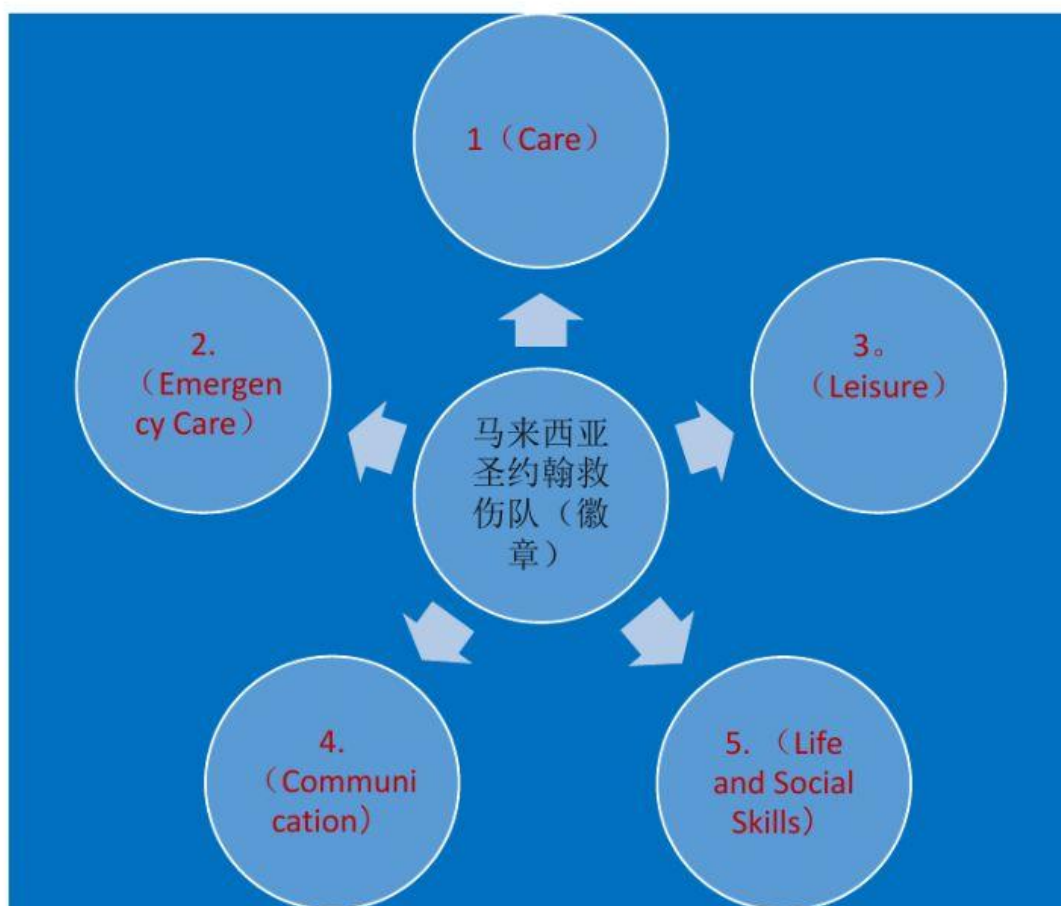 1（Care）
2.
（Emergen
cy Care）
3。
（Leisure）
马来西亚
圣约翰救
伤队（徽
章）
4.
（Communi
cation）
5. （Life
and Social
Skills）